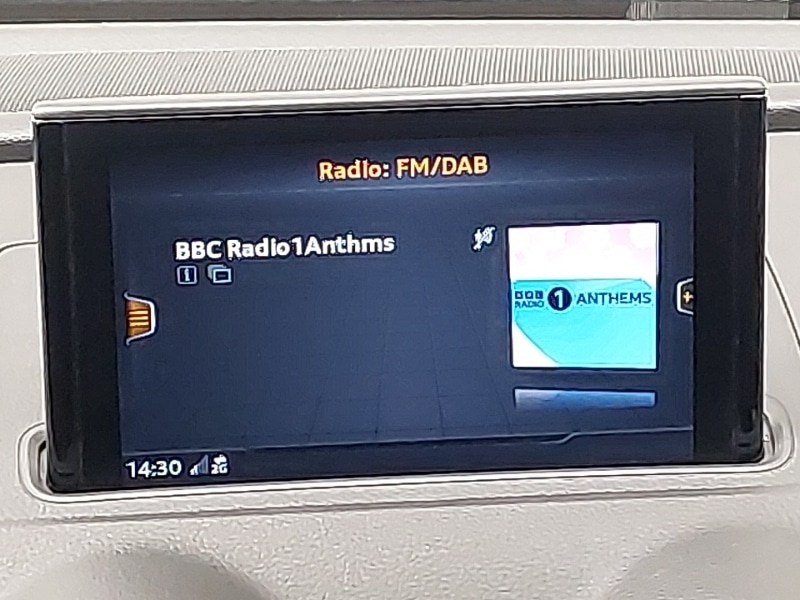 Radio: FM/DAB
BBC Radio1Anthms
BBC
RADIO 1 ANTHEMS
14:30 2G